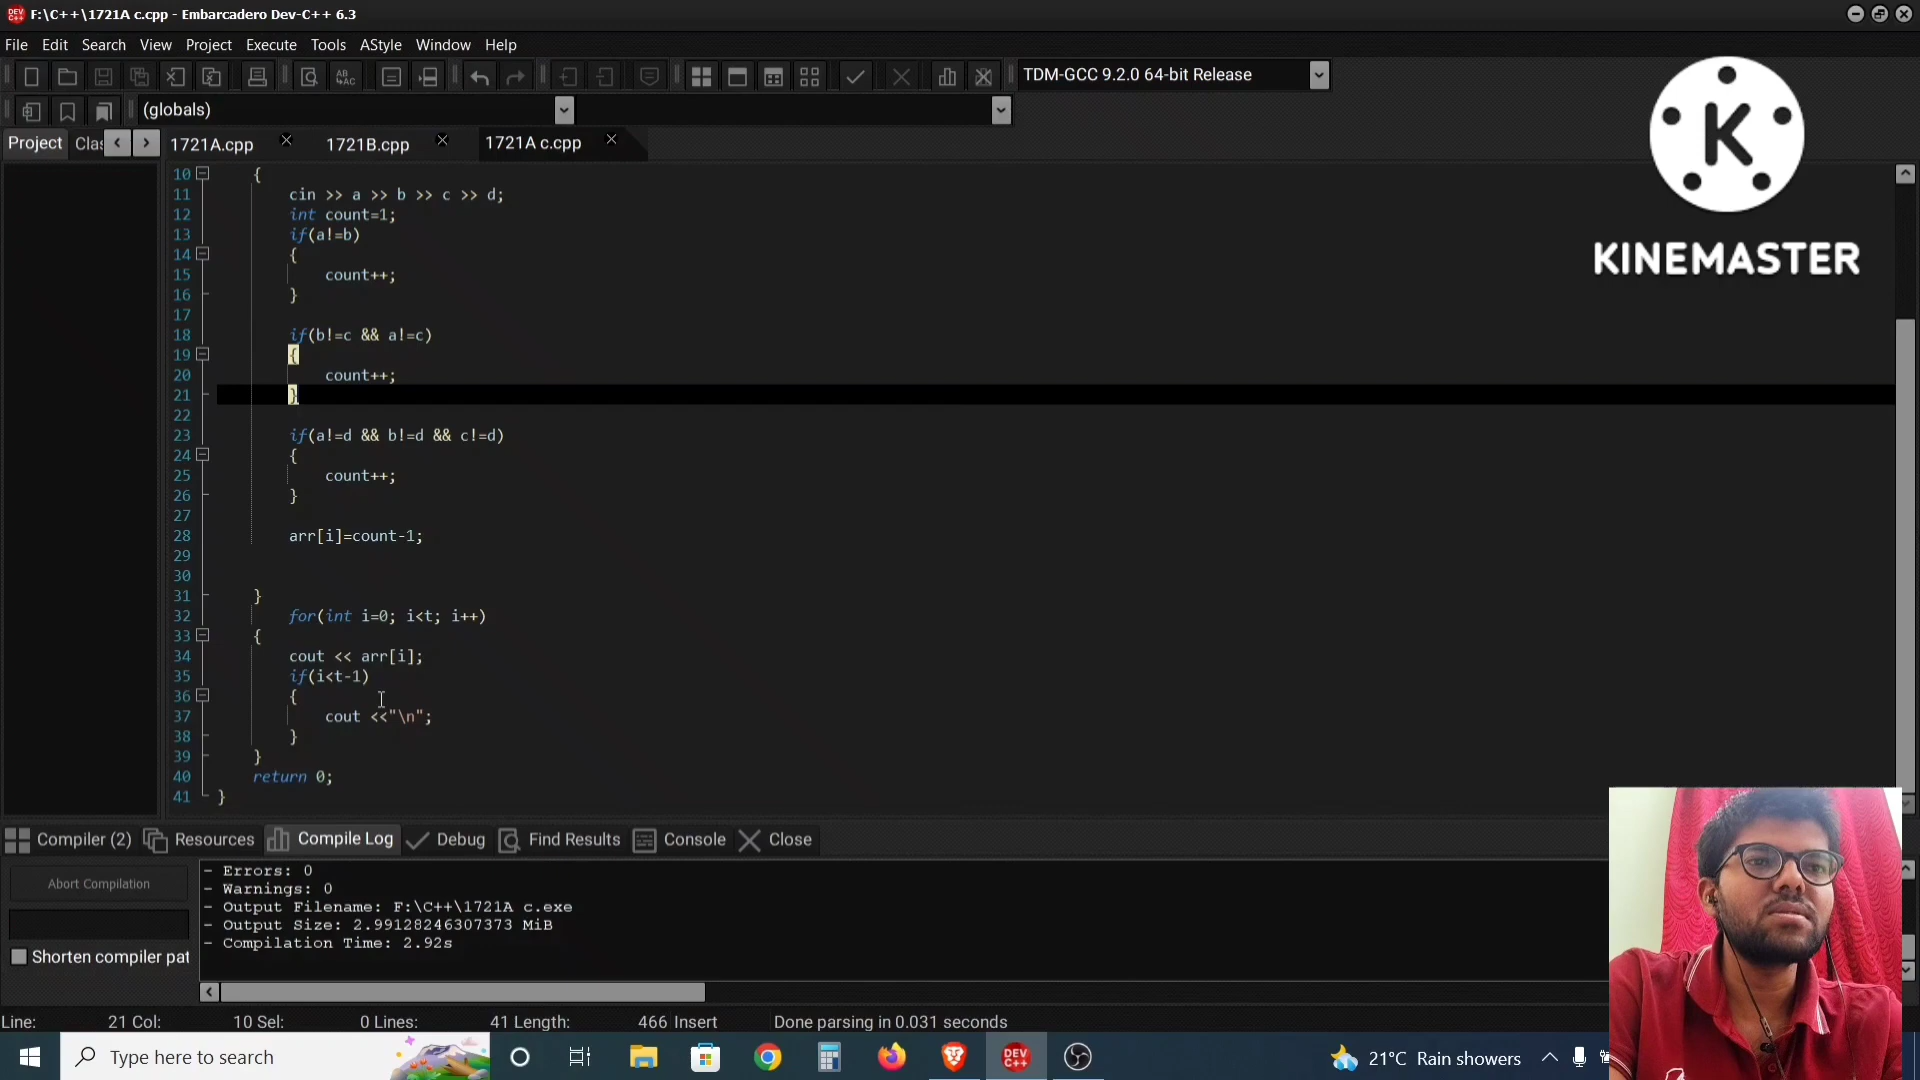 F:\C++\1721A c.cpp - Embarcadero Dev-C++ 6.3
File Edit Search View Project Execute Tools AStyle Window Help
TDM-GCC 9.2.0 64-bit Release
(globals)
Project Clas 1721A.cpp 1721B.cpp 1721A c.cpp
K
KINEMASTER
10 {
11 cin >> a >> b >> c >> d;
12 int count=1;
13 if(a!=b)
14 {
15 count++;
16 }
17
18 if(b!=c && a!=c)
19 {
20 count++;
21 }
22
23 if(a!=d && b!=d && c!=d)
24 {
25 count++;
26 }
27
28 arr[i]=count-1;
29
30
31 }
32 for(int i=0; i<t; i++)
33 {
34 cout << arr[i];
35 if(i<t-1)
36 {
37 cout <<"\n";
38 }
39 }
40 return 0;
41 }
Compiler (2) Resources Compile Log Debug Find Results Console Close
Abort Compilation
Shorten compiler pat
- Errors: 0
- Warnings: 0
- Output Filename: F:\C++\1721A c.exe
- Output Size: 2.99128246307373 MiB
- Compilation Time: 2.92s
Line: 21 Col: 10 Sel: 0 Lines: 41 Length: 466 Insert Done parsing in 0.031 seconds
Type here to search
DEV C++
21°C Rain showers